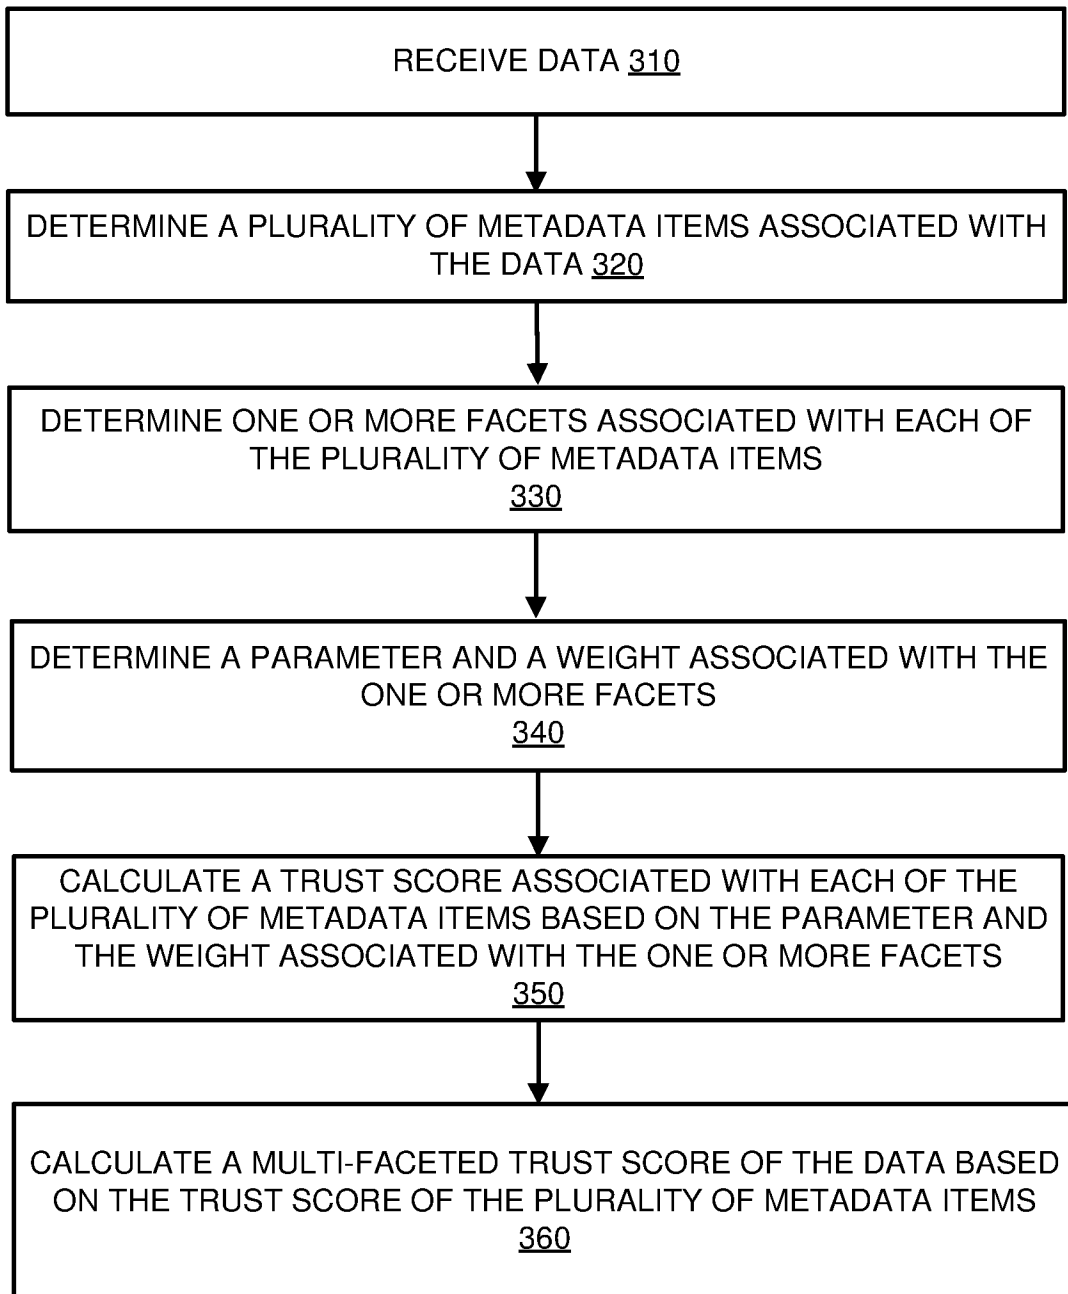 RECEIVE DATA 310
DETERMINE A PLURALITY OF METADATA ITEMS ASSOCIATED WITH
THE DATA 320
DETERMINE ONE OR MORE FACETS ASSOCIATED WITH EACH OF
THE PLURALITY OF METADATA ITEMS
330
DETERMINE A PARAMETER AND A WEIGHT ASSOCIATED WITH THE
ONE OR MORE FACETS
340
CALCULATE A TRUST SCORE ASSOCIATED WITH EACH OF THE
PLURALITY OF METADATA ITEMS BASED ON THE PARAMETER AND
THE WEIGHT ASSOCIATED WITH THE ONE OR MORE FACETS
350
CALCULATE A MULTI-FACETED TRUST SCORE OF THE DATA BASED
ON THE TRUST SCORE OF THE PLURALITY OF METADATA ITEMS
360